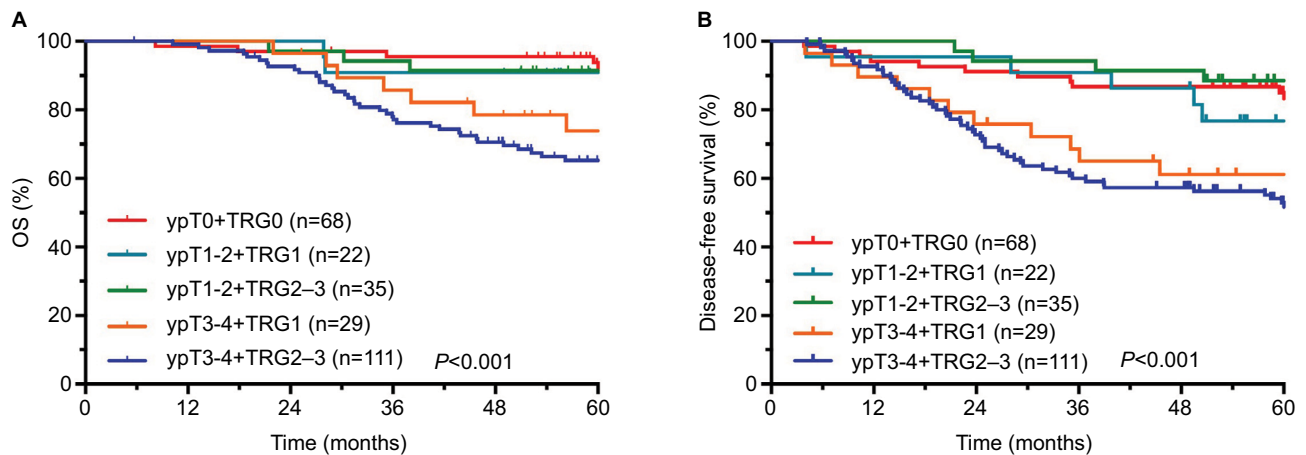 A
OS (%)
100
80
60
40
20
0
ypT0+TRG0 (n=68)
ypT1-2+TRG1 (n=22)
ypT1-2+TRG2–3 (n=35)
ypT3-4+TRG1 (n=29)
ypT3-4+TRG2–3 (n=111)
P<0.001
0 12 24 36 48 60
Time (months)
B
Disease-free survival (%)
100
80
60
40
20
0
ypT0+TRG0 (n=68)
ypT1-2+TRG1 (n=22)
ypT1-2+TRG2–3 (n=35)
ypT3-4+TRG1 (n=29)
ypT3-4+TRG2–3 (n=111)
P<0.001
0 12 24 36 48 60
Time (months)